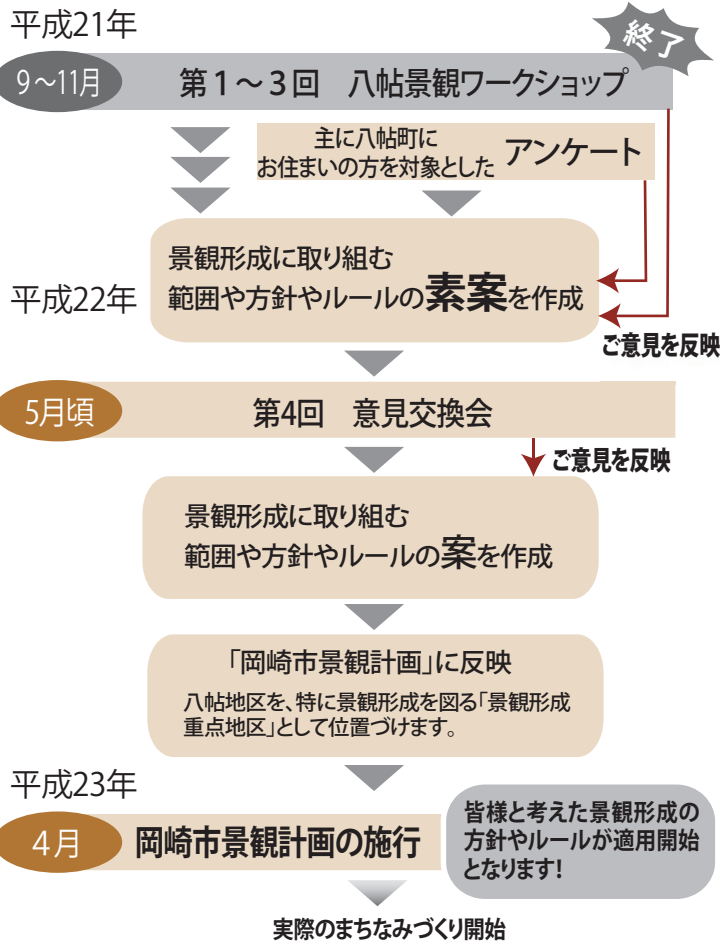 平成21年
終了
9～11月
第１～３回　八帖景観ワークショップ
主に八帖町に
お住まいの方を対象とした アンケート
景観形成に取り組む
範囲や方針やルールの素案を作成
平成22年
ご意見を反映
5月頃
第4回　意見交換会
ご意見を反映
景観形成に取り組む
範囲や方針やルールの案を作成
「岡崎市景観計画」に反映
八帖地区を、特に景観形成を図る「景観形成
重点地区」として位置づけます。
平成23年
４月
岡崎市景観計画の施行
皆様と考えた景観形成の
方針やルールが適用開始
となります！
実際のまちなみづくり開始